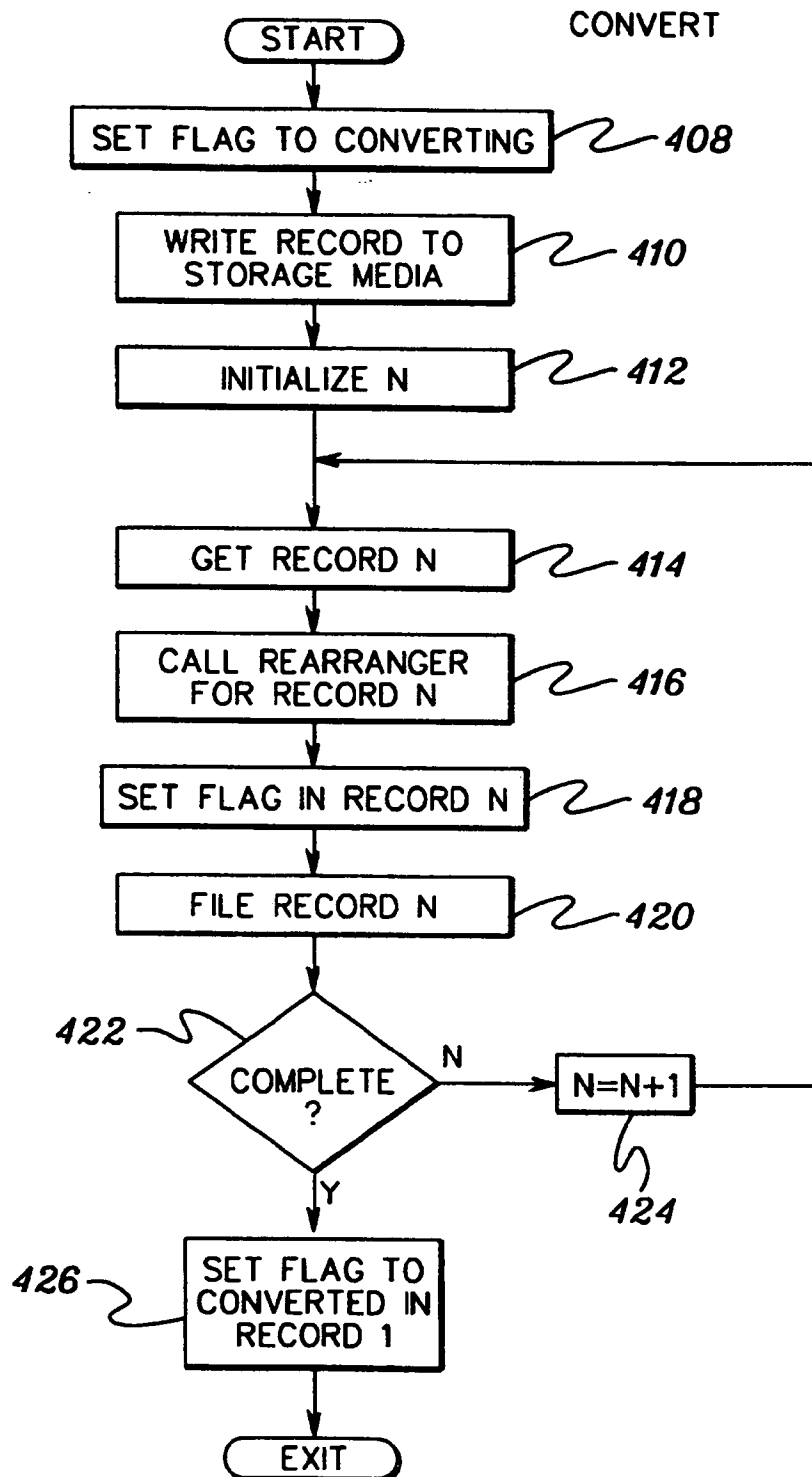 CONVERT
START
SET FLAG TO CONVERTING
408
WRITE RECORD TO
STORAGE MEDIA
410
INITIALIZE N
412
GET RECORD N
414
CALL REARRANGER
FOR RECORD N
416
SET FLAG IN RECORD N
418
FILE RECORD N
420
422
COMPLETE
?
N
N=N+1
424
Y
426
SET FLAG TO
CONVERTED IN
RECORD 1
EXIT